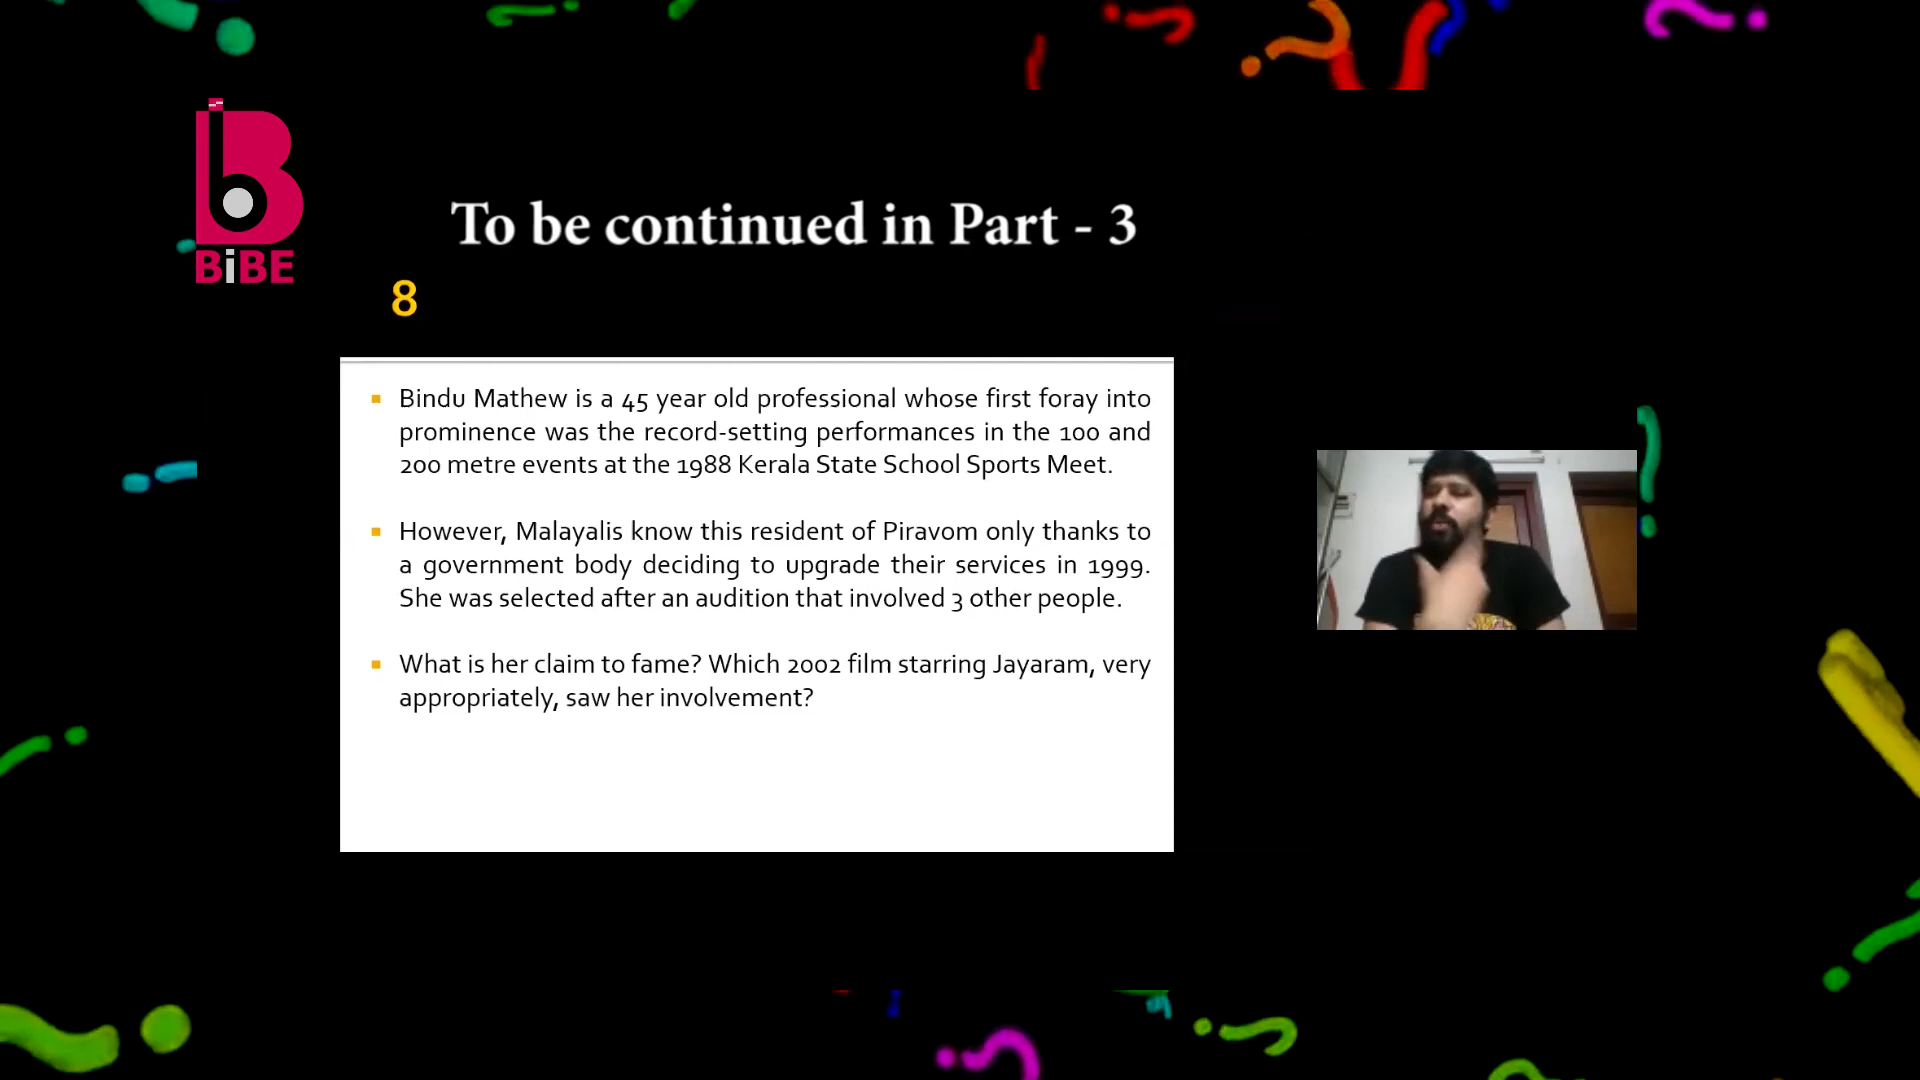 BiBE
To be continued in Part - 3
8
Bindu Mathew is a 45 year old professional whose first foray into
prominence was the record-setting performances in the 100 and
200 metre events at the 1988 Kerala State School Sports Meet.
However, Malayalis know this resident of Piravom only thanks to
a government body deciding to upgrade their services in 1999.
She was selected after an audition that involved 3 other people.
What is her claim to fame? Which 2002 film starring Jayaram, very
appropriately, saw her involvement?